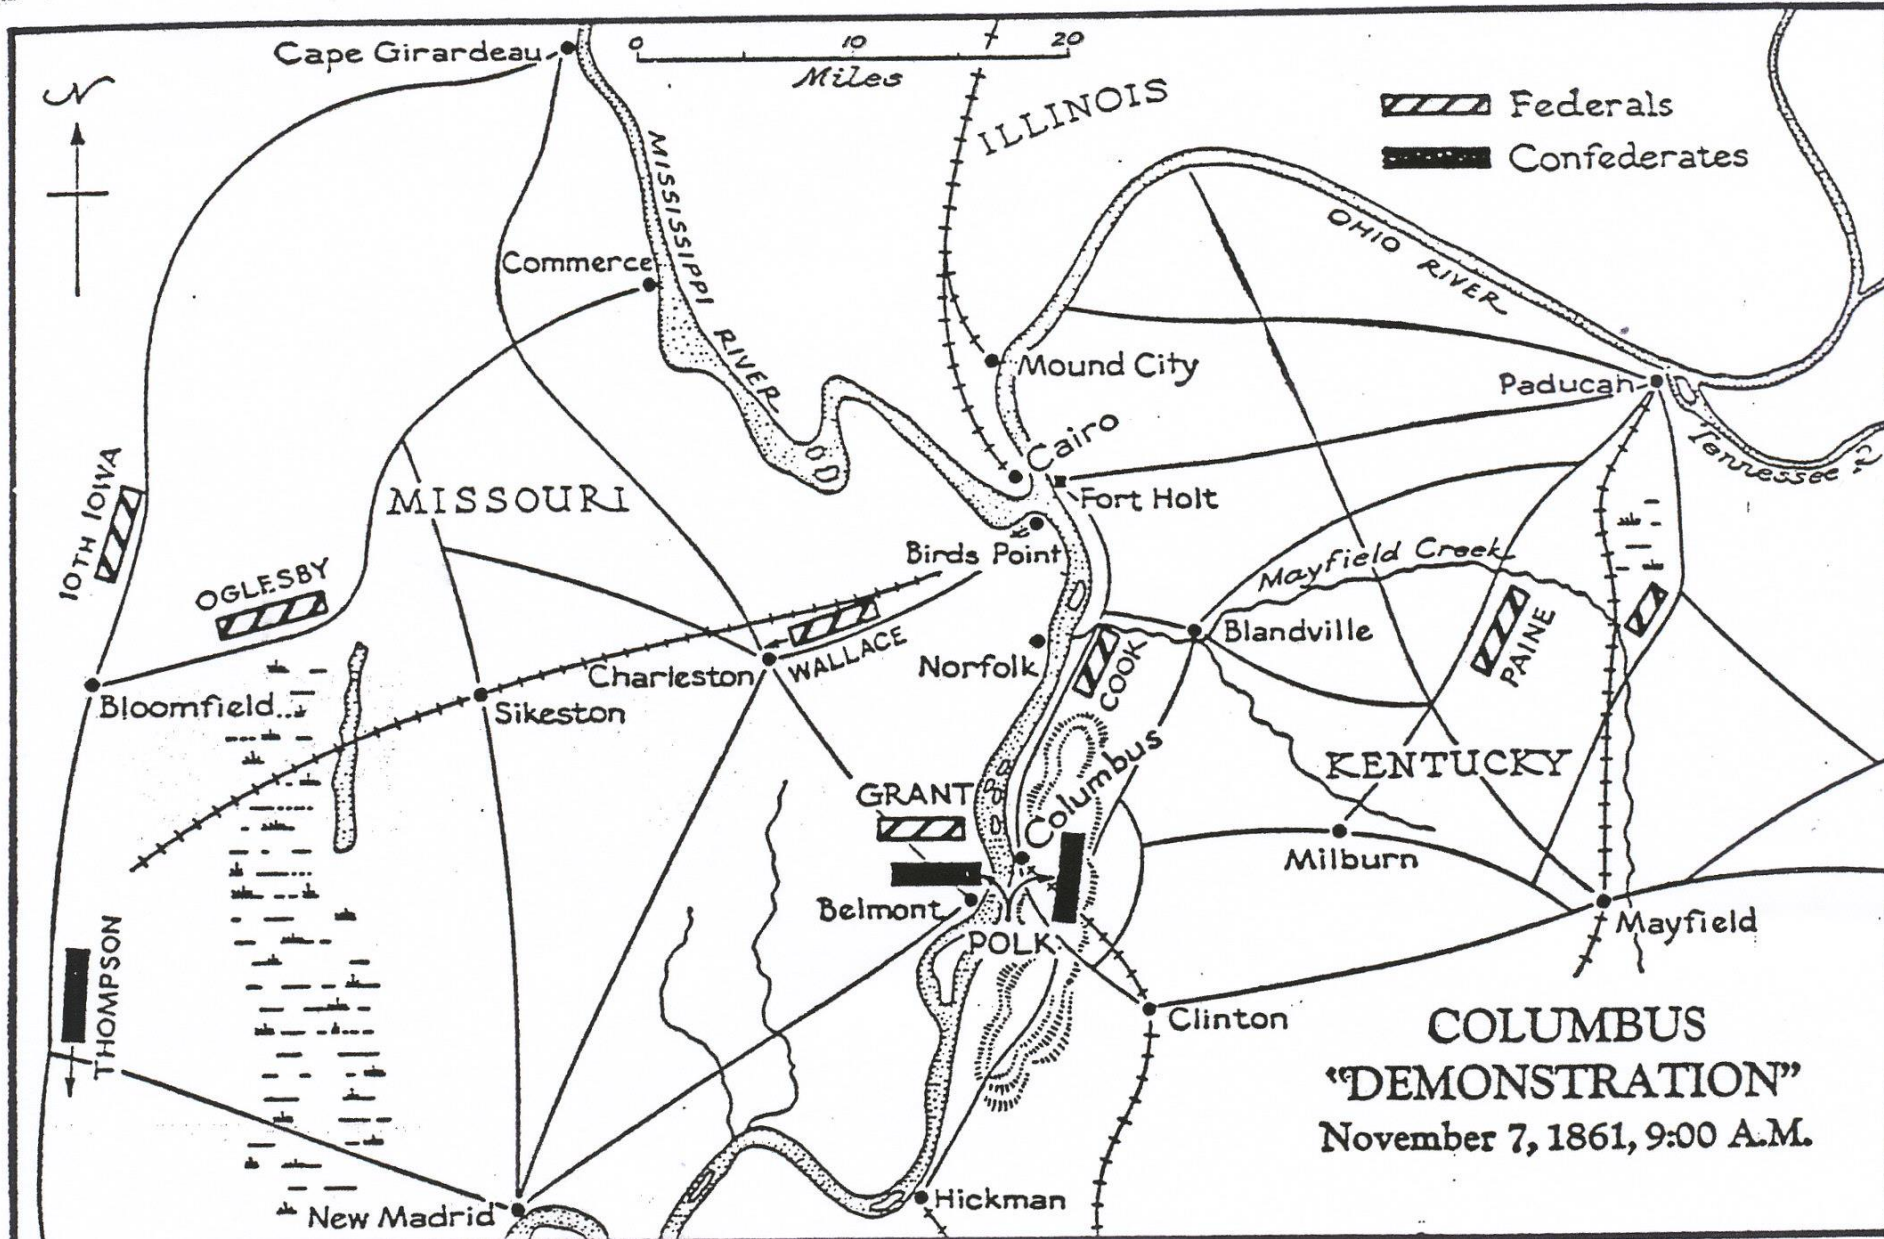 Cape Girardeau
0 10 20
Miles
N
ILLINOIS
Federals
Confederates
MISSISSIPPI
RIVER
OHIO
RIVER
Commerce
Mound City
Paducah
Cairo
Tennessee R
10TH IOWA
MISSOURI
Fort Holt
Birds Point
Mayfield Creek
OGLESBY
Blandville
PAINE
Charleston
WALLACE
Norfolk
COOK
Bloomfield
Sikeston
Columbus
KENTUCKY
GRANT
Milburn
Belmont
POLK
Mayfield
THOMPSON
Clinton
COLUMBUS
"DEMONSTRATION"
November 7, 1861, 9:00 A.M.
Hickman
New Madrid